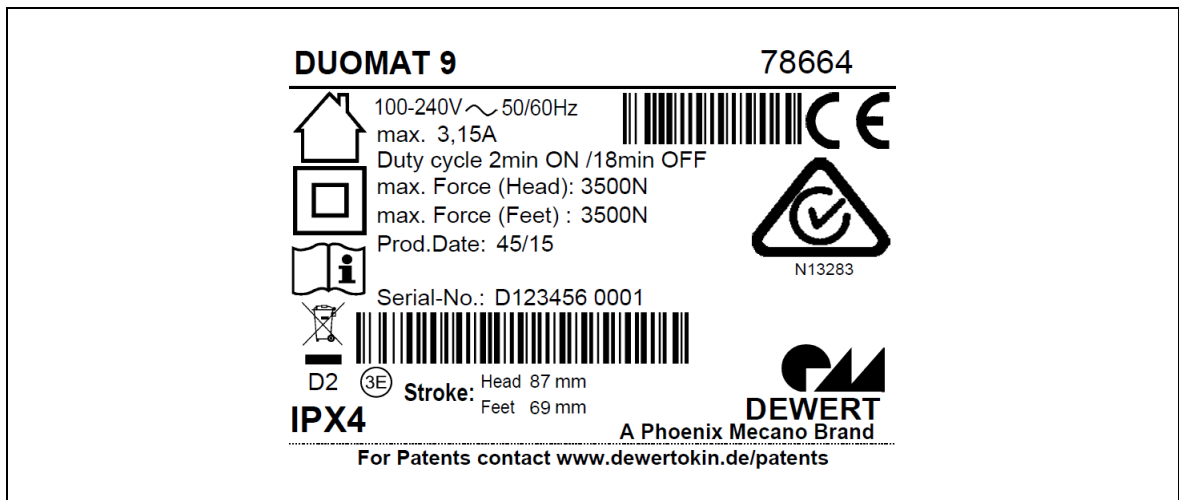 DUOMAT 9 78664
100-240V ~ 50/60Hz
max. 3,15A
Duty cycle 2min ON /18min OFF
max. Force (Head): 3500N
max. Force (Feet) : 3500N
Prod.Date: 45/15
CE
N13283
Serial-No.: D123456 0001
D2 3E Stroke: Head 87 mm
Feet 69 mm
IPX4
DEWERT
A Phoenix Mecano Brand
For Patents contact www.dewertokin.de/patents